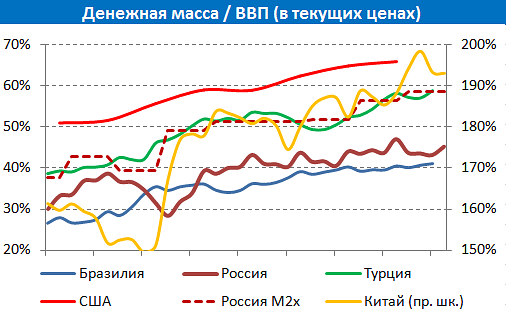 Денежная масса / ВВП (в текущих ценах)
70% 200%
60% 190%
50% 180%
40% 170%
30% 160%
20% 150%
Бразилия Россия Турция
США Россия М2х Китай (пр. шк.)